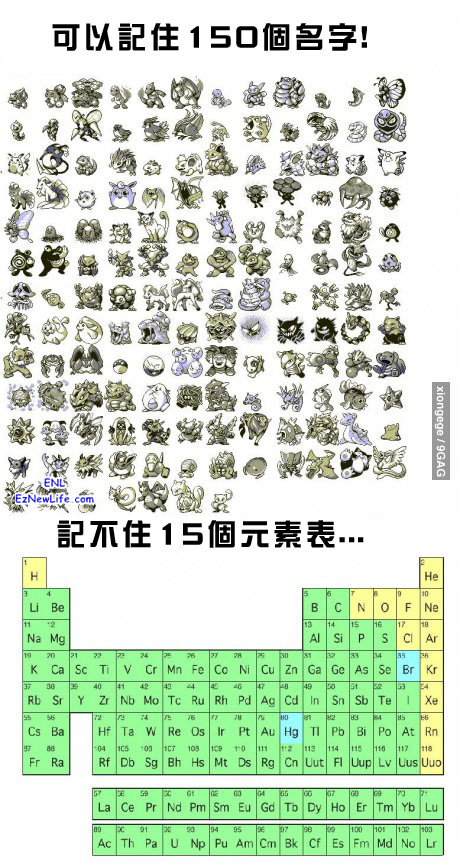 可以記住150個名字!
ENL
EzNewLife.com
xiongege / 9GAG
記不住15個元素表...
1 2
H He
3 4 5 6 7 8 9 10
Li Be B C N O F Ne
11 12 13 14 15 16 17 18
Na Mg Al Si P S Cl Ar
19 20 21 22 23 24 25 26 27 28 29 30 31 32 33 34 35 36
K Ca Sc Ti V Cr Mn Fe Co Ni Cu Zn Ga Ge As Se Br Kr
37 38 39 40 41 42 43 44 45 46 47 48 49 50 51 52 53 54
Rb Sr Y Zr Nb Mo Tc Ru Rh Pd Ag Cd In Sn Sb Te I Xe
55 56 72 73 74 75 76 77 78 79 80 81 82 83 84 85 86
Cs Ba Hf Ta W Re Os Ir Pt Au Hg Tl Pb Bi Po At Rn
87 88 104 105 106 107 108 109 110 111 112 113 114 115 116 117 118
Fr Ra Rf Db Sg Bh Hs Mt Ds Rg Cn Uut Fl Uup Lv Uus Uuo
57 58 59 60 61 62 63 64 65 66 67 68 69 70 71
La Ce Pr Nd Pm Sm Eu Gd Tb Dy Ho Er Tm Yb Lu
89 90 91 92 93 94 95 96 97 98 99 100 101 102 103
Ac Th Pa U Np Pu Am Cm Bk Cf Es Fm Md No Lr